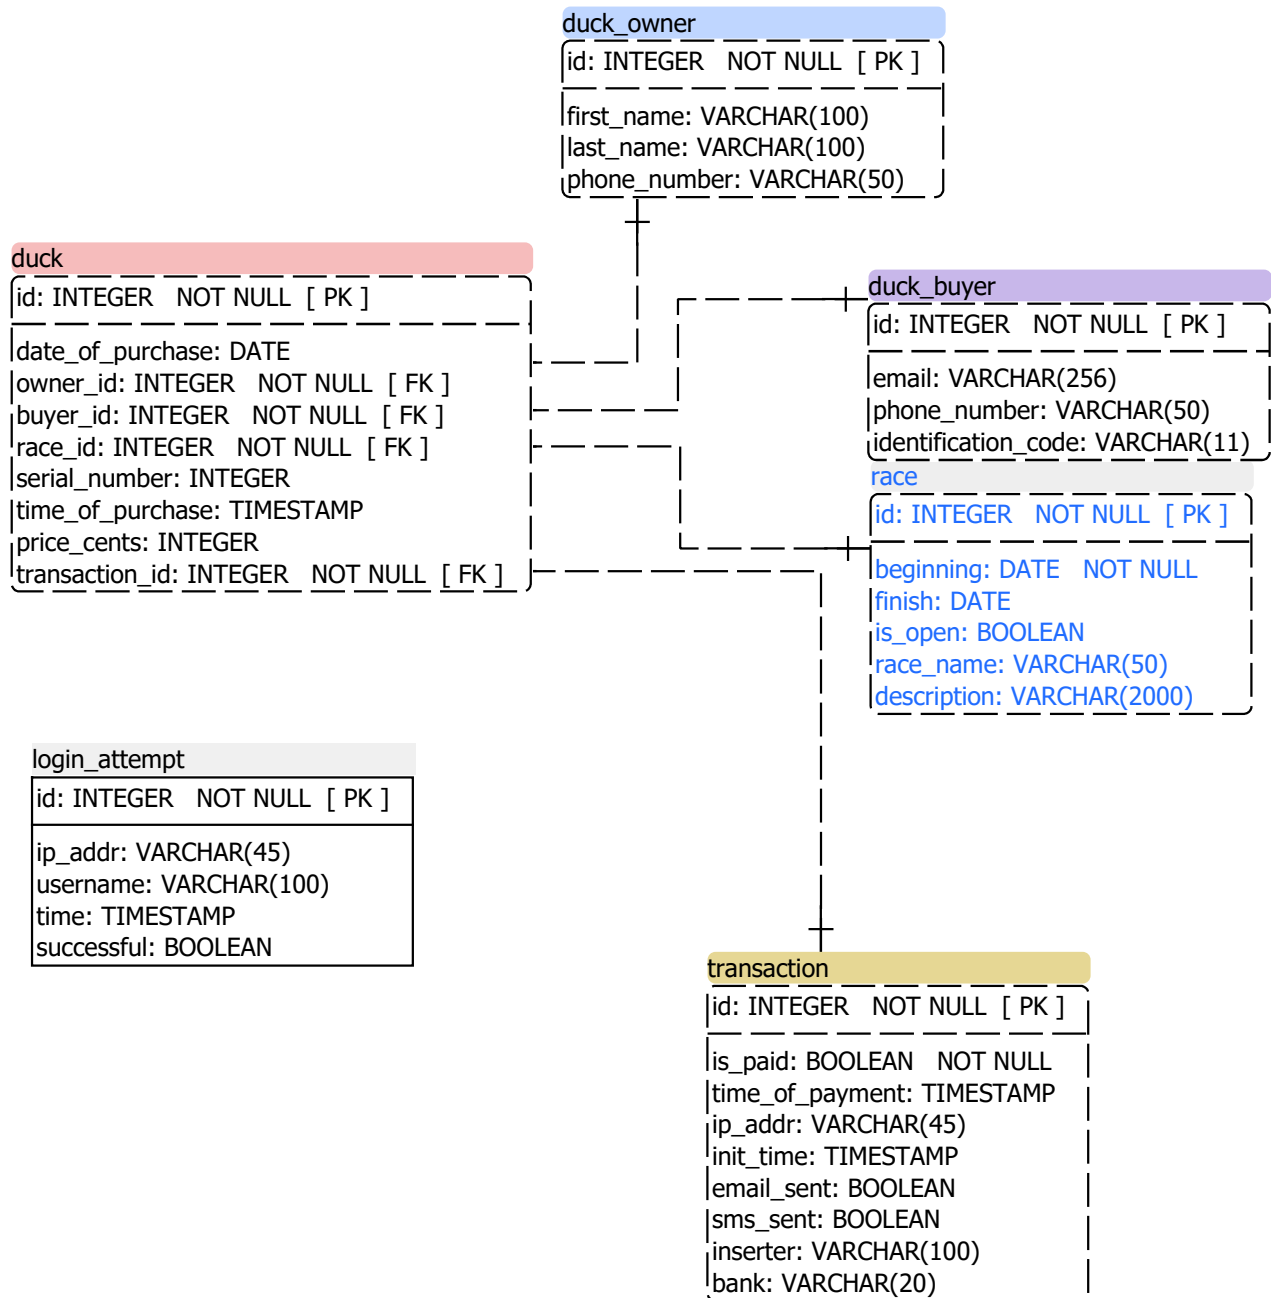 duck_owner
id: INTEGER NOT NULL [ PK ]
first_name: VARCHAR(100)
last_name: VARCHAR(100)
phone_number: VARCHAR(50)
duck
id: INTEGER NOT NULL [ PK ]
date_of_purchase: DATE
owner_id: INTEGER NOT NULL [ FK ]
buyer_id: INTEGER NOT NULL [ FK ]
race_id: INTEGER NOT NULL [ FK ]
serial_number: INTEGER
time_of_purchase: TIMESTAMP
price_cents: INTEGER
transaction_id: INTEGER NOT NULL [ FK ]
duck_buyer
id: INTEGER NOT NULL [ PK ]
email: VARCHAR(256)
phone_number: VARCHAR(50)
identification_code: VARCHAR(11)
race
id: INTEGER NOT NULL [ PK ]
beginning: DATE NOT NULL
finish: DATE
is_open: BOOLEAN
race_name: VARCHAR(50)
description: VARCHAR(2000)
login_attempt
id: INTEGER NOT NULL [ PK ]
ip_addr: VARCHAR(45)
username: VARCHAR(100)
time: TIMESTAMP
successful: BOOLEAN
transaction
id: INTEGER NOT NULL [ PK ]
is_paid: BOOLEAN NOT NULL
time_of_payment: TIMESTAMP
ip_addr: VARCHAR(45)
init_time: TIMESTAMP
email_sent: BOOLEAN
sms_sent: BOOLEAN
inserter: VARCHAR(100)
bank: VARCHAR(20)